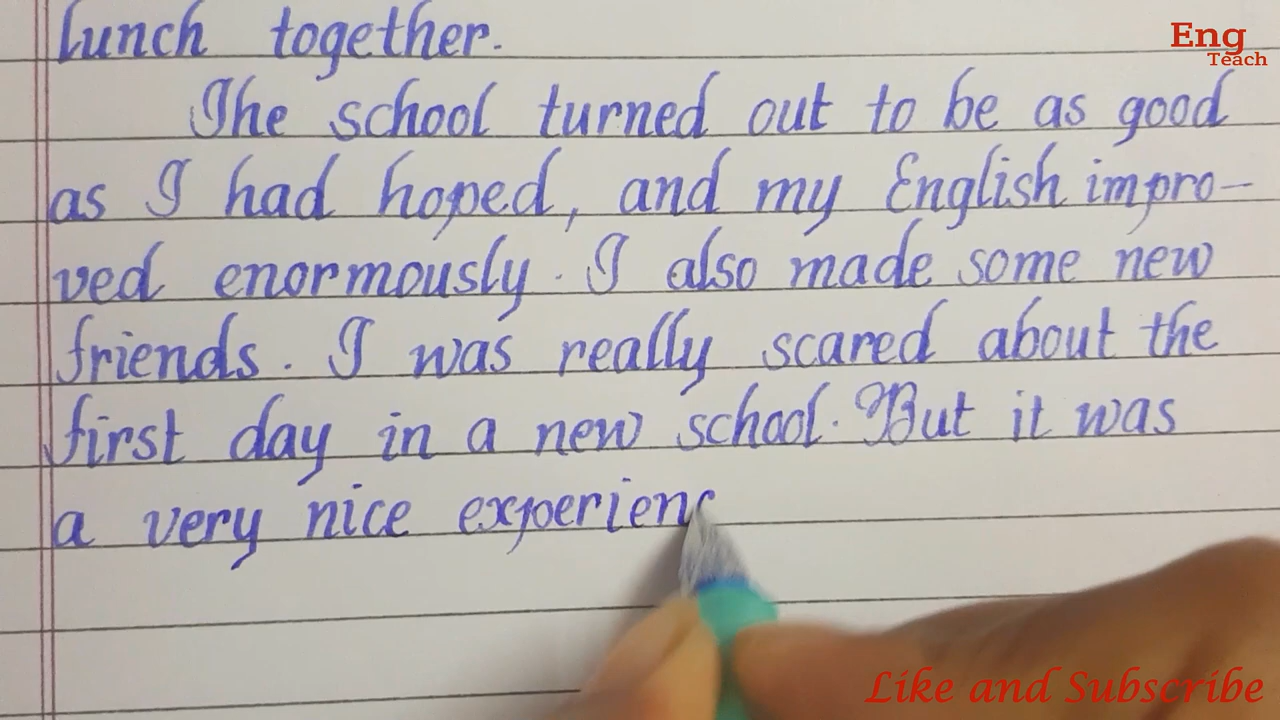 lunch together.
Eng
Teach
The school turned out to be as good
as I had hoped, and my English impro-
ved enormously. I also made some new
friends. I was really scared about the
first day in a new school. But it was
a very nice experienc
Like and Subscribe